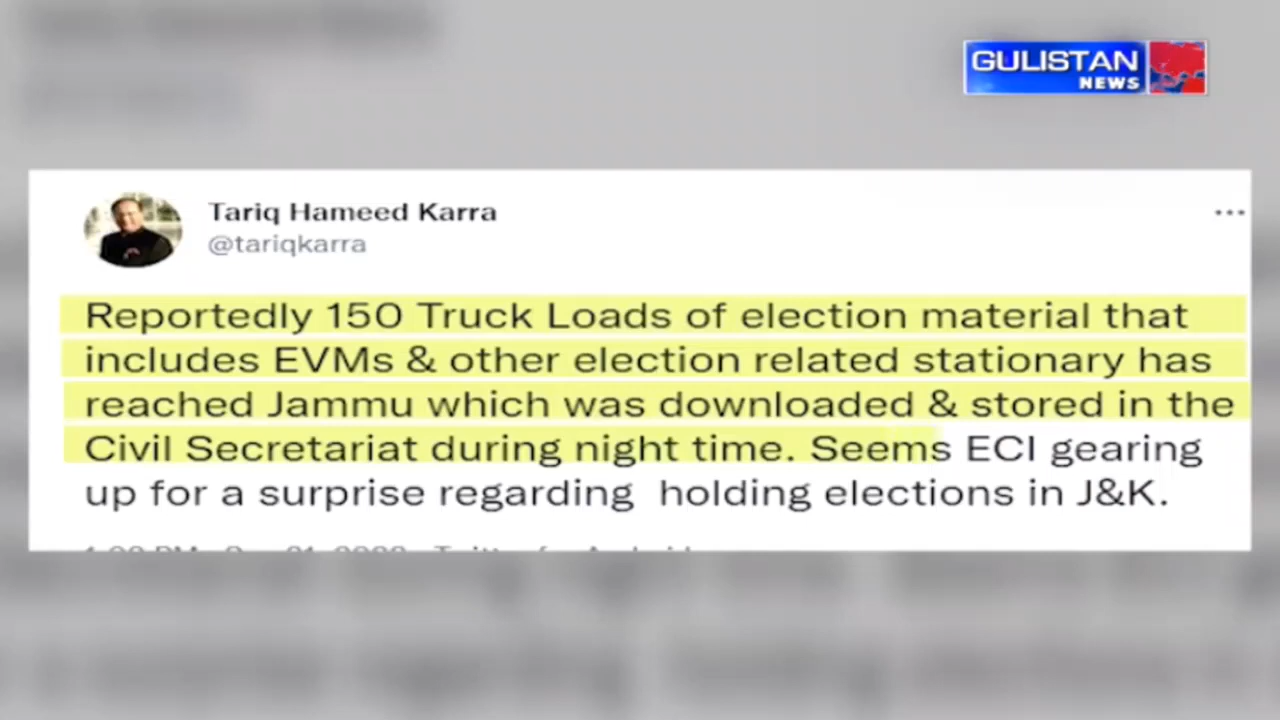 GULISTAN
NEWS
Tariq Hameed Karra
@tariqkarra
Reportedly 150 Truck Loads of election material that
includes EVMs & other election related stationary has
reached Jammu which was downloaded & stored in the
Civil Secretariat during night time. Seems ECI gearing
up for a surprise regarding holding elections in J&K.